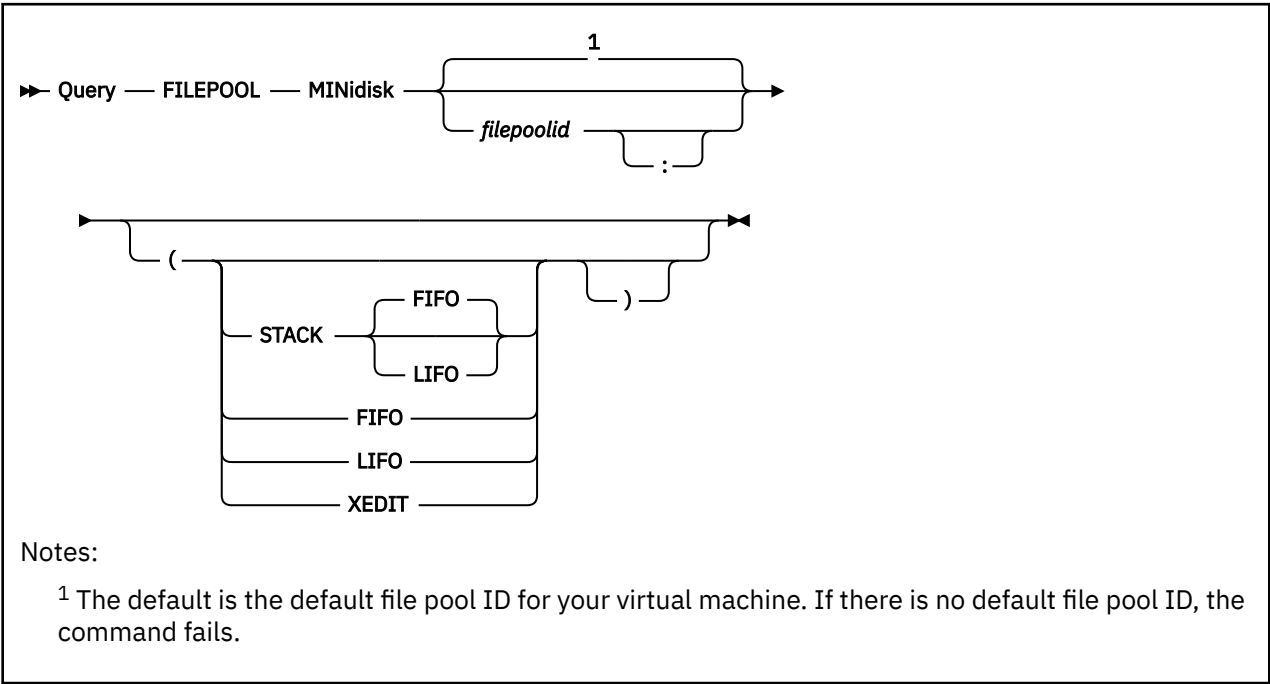 1
Query FILEPOOL MINidisk
filepoolid
:
(
FIFO
)
STACK
LIFO
FIFO
LIFO
XEDIT
Notes:
1 The default is the default file pool ID for your virtual machine. If there is no default file pool ID, the
command fails.